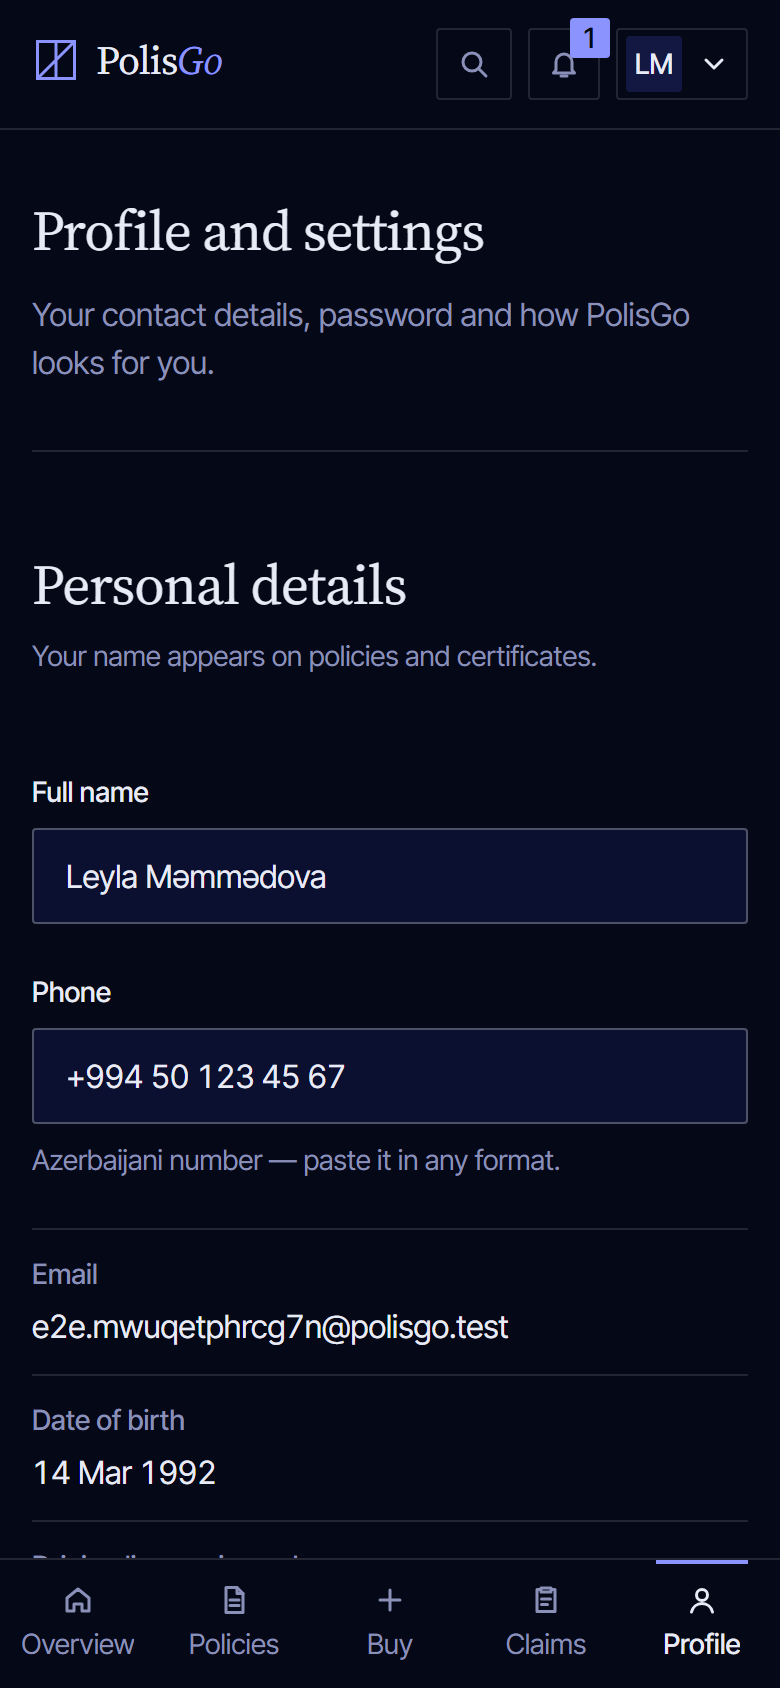 PolisGo
1
LM
Profile and settings
Your contact details, password and how PolisGo
looks for you.
Personal details
Your name appears on policies and certificates.
Full name
Leyla Məmmədova
Phone
+994 50 123 45 67
Azerbaijani number — paste it in any format.
Email
e2e.mwuqetphrcg7n@polisgo.test
Date of birth
14 Mar 1992
Overview
Policies
Buy
Claims
Profile